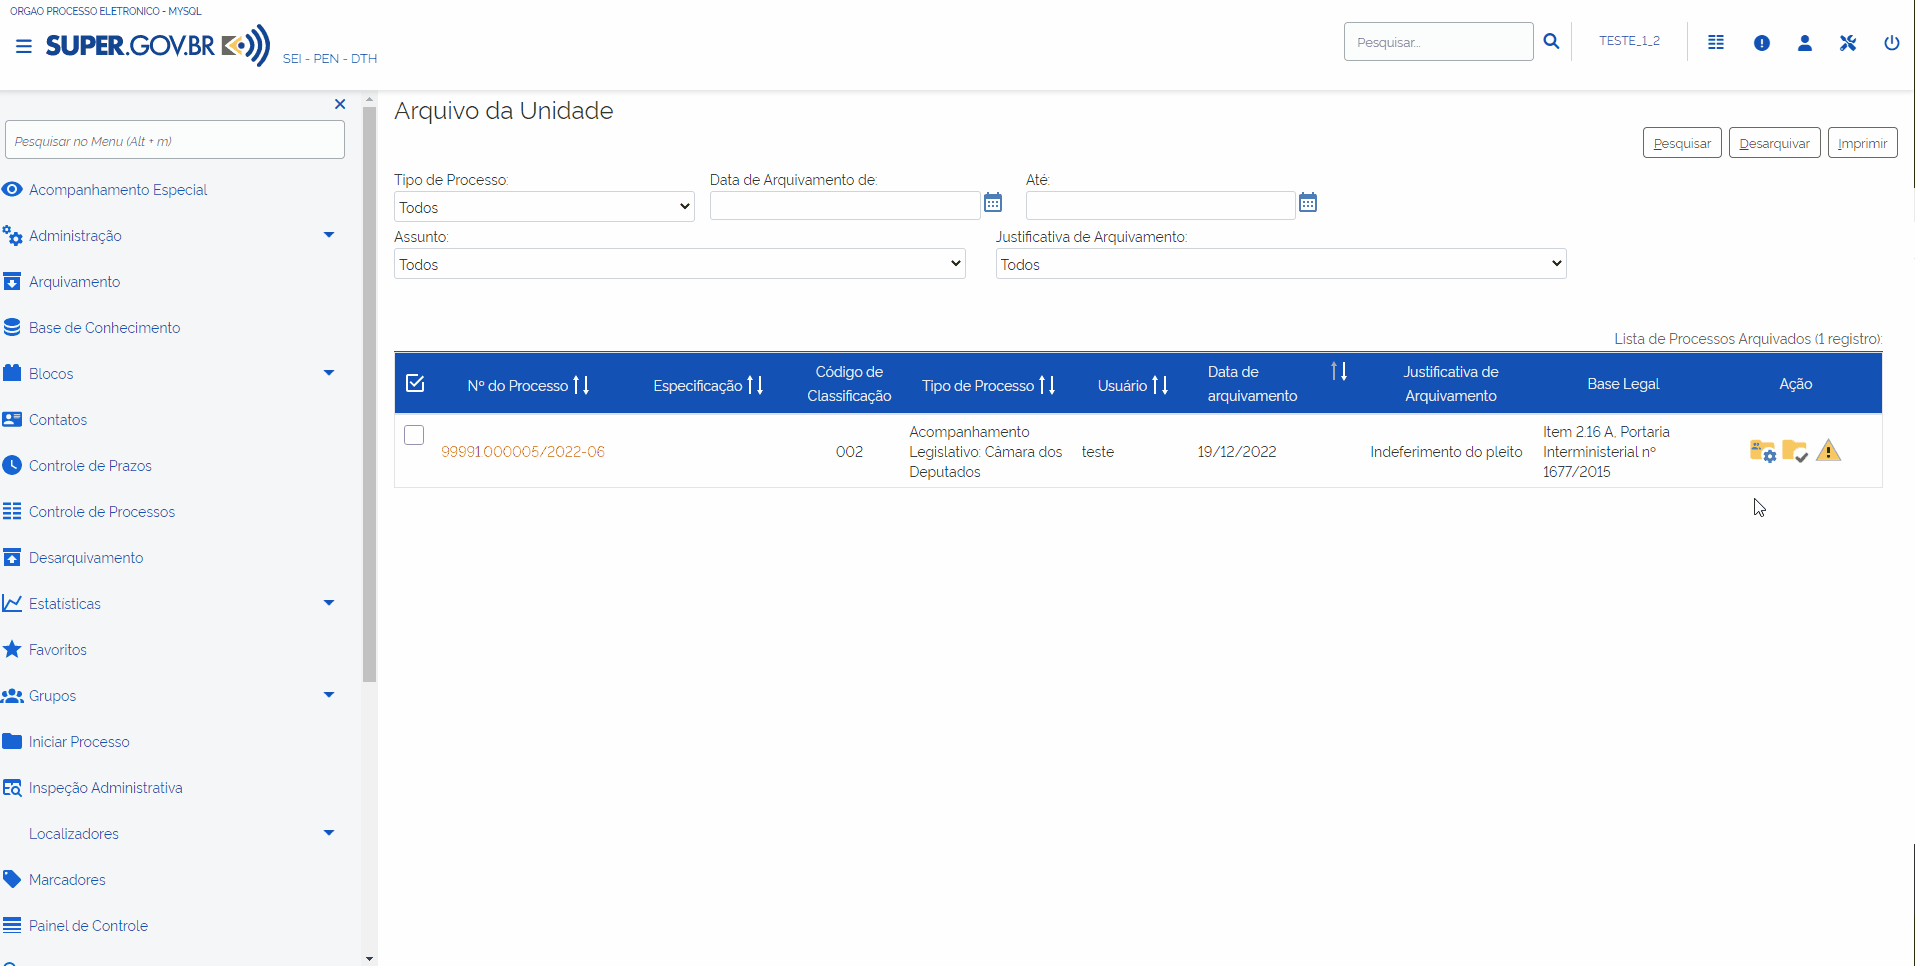 ORGAO PROCESSO ELETRONICO - MYSQL
SUPER.GOV.BR
SEI - PEN - DTH
Pesquisar...
TESTE_1_2
Pesquisar no Menu (Alt + m)
Acompanhamento Especial
Administração
Arquivamento
Base de Conhecimento
Blocos
Contatos
Controle de Prazos
Controle de Processos
Desarquivamento
Estatísticas
Favoritos
Grupos
Iniciar Processo
Inspeção Administrativa
Localizadores
Marcadores
Painel de Controle
Arquivo da Unidade
Pesquisar
Desarquivar
Imprimir
Tipo de Processo:
Todos
Data de Arquivamento de:
Até:
Assunto:
Todos
Justificativa de Arquivamento:
Todos
Lista de Processos Arquivados (1 registro):
Nº do Processo
Especificação
Código de
Classificação
Tipo de Processo
Usuário
Data de
arquivamento
Justificativa de
Arquivamento
Base Legal
Ação
99991.000005/2022-06
002
Acompanhamento
Legislativo: Câmara dos
Deputados
teste
19/12/2022
Indeferimento do pleito
Item 2.16 A, Portaria
Interministerial nº
1677/2015